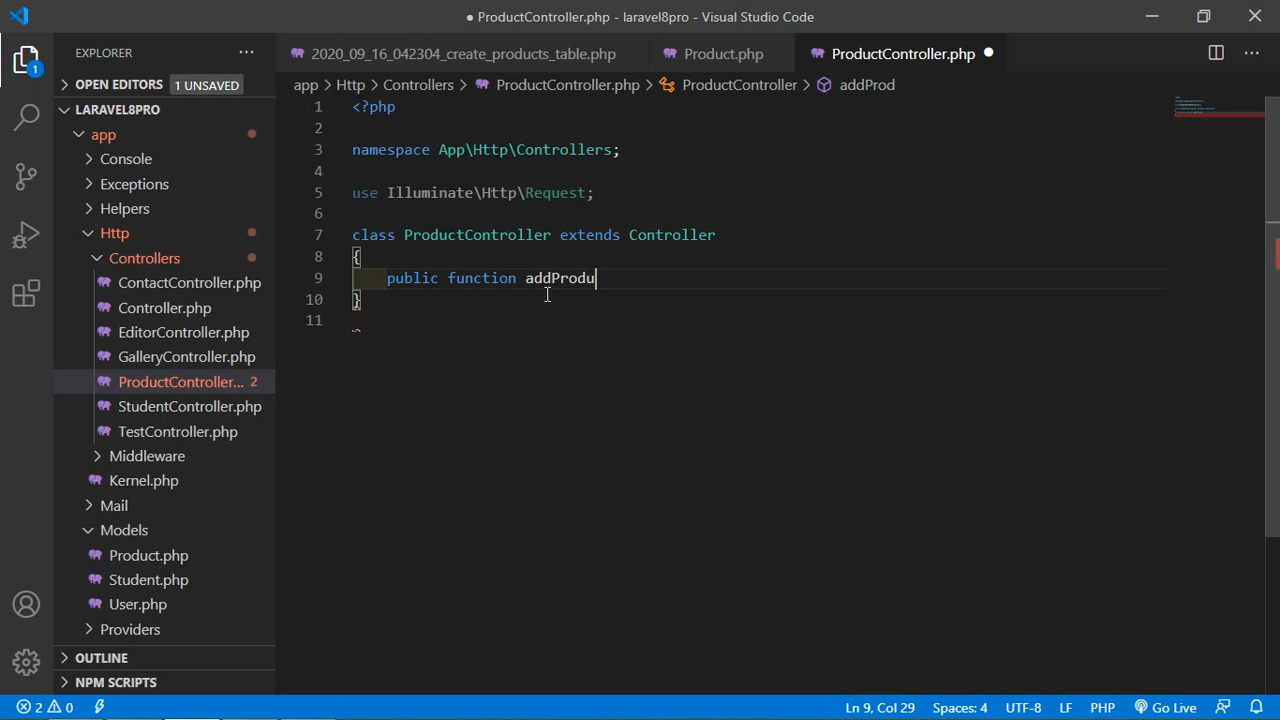 ProductController.php - laravel8pro - Visual Studio Code
EXPLORER
2020_09_16_042304_create_products_table.php
Product.php
ProductController.php
1
OPEN EDITORS
1 UNSAVED
app > Http > Controllers > ProductController.php > ProductController > addProd
LARAVEL8PRO
app
Console
Exceptions
Helpers
Http
Controllers
ContactController.php
Controller.php
EditorController.php
GalleryController.php
ProductController... 2
StudentController.php
TestController.php
Middleware
Kernel.php
Mail
Models
Product.php
Student.php
User.php
Providers
OUTLINE
NPM SCRIPTS
1 <?php
2
3 namespace App\Http\Controllers;
4
5 use Illuminate\Http\Request;
6
7 class ProductController extends Controller
8 {
9 public function addProdu
10 }
11
2 0
Ln 9, Col 29
Spaces: 4
UTF-8
LF
PHP
Go Live